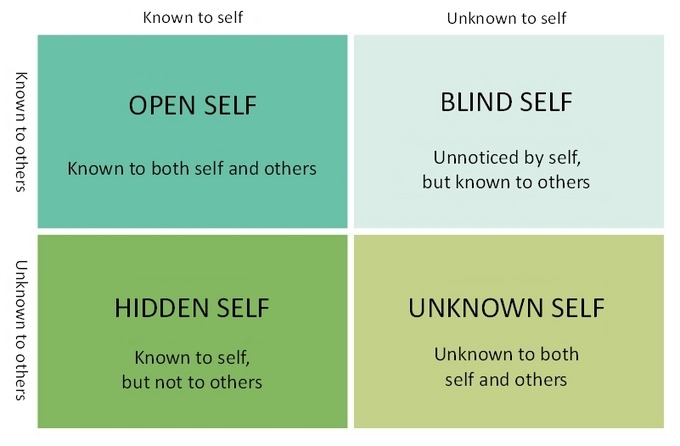 Known to self
Unknown to self
Known to others
OPEN SELF
Known to both self and others
BLIND SELF
Unnoticed by self,
but known to others
Unknown to others
HIDDEN SELF
Known to self,
but not to others
UNKNOWN SELF
Unknown to both
self and others